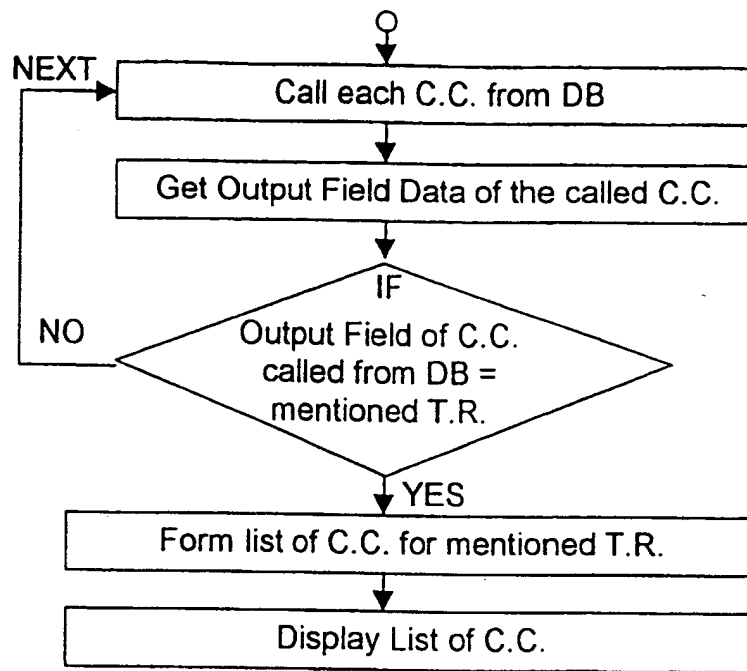 NEXT
Call each C.C. from DB
Get Output Field Data of the called C.C.
IF
NO
Output Field of C.C.
called from DB =
mentioned T.R.
YES
Form list of C.C. for mentioned T.R.
Display List of C.C.